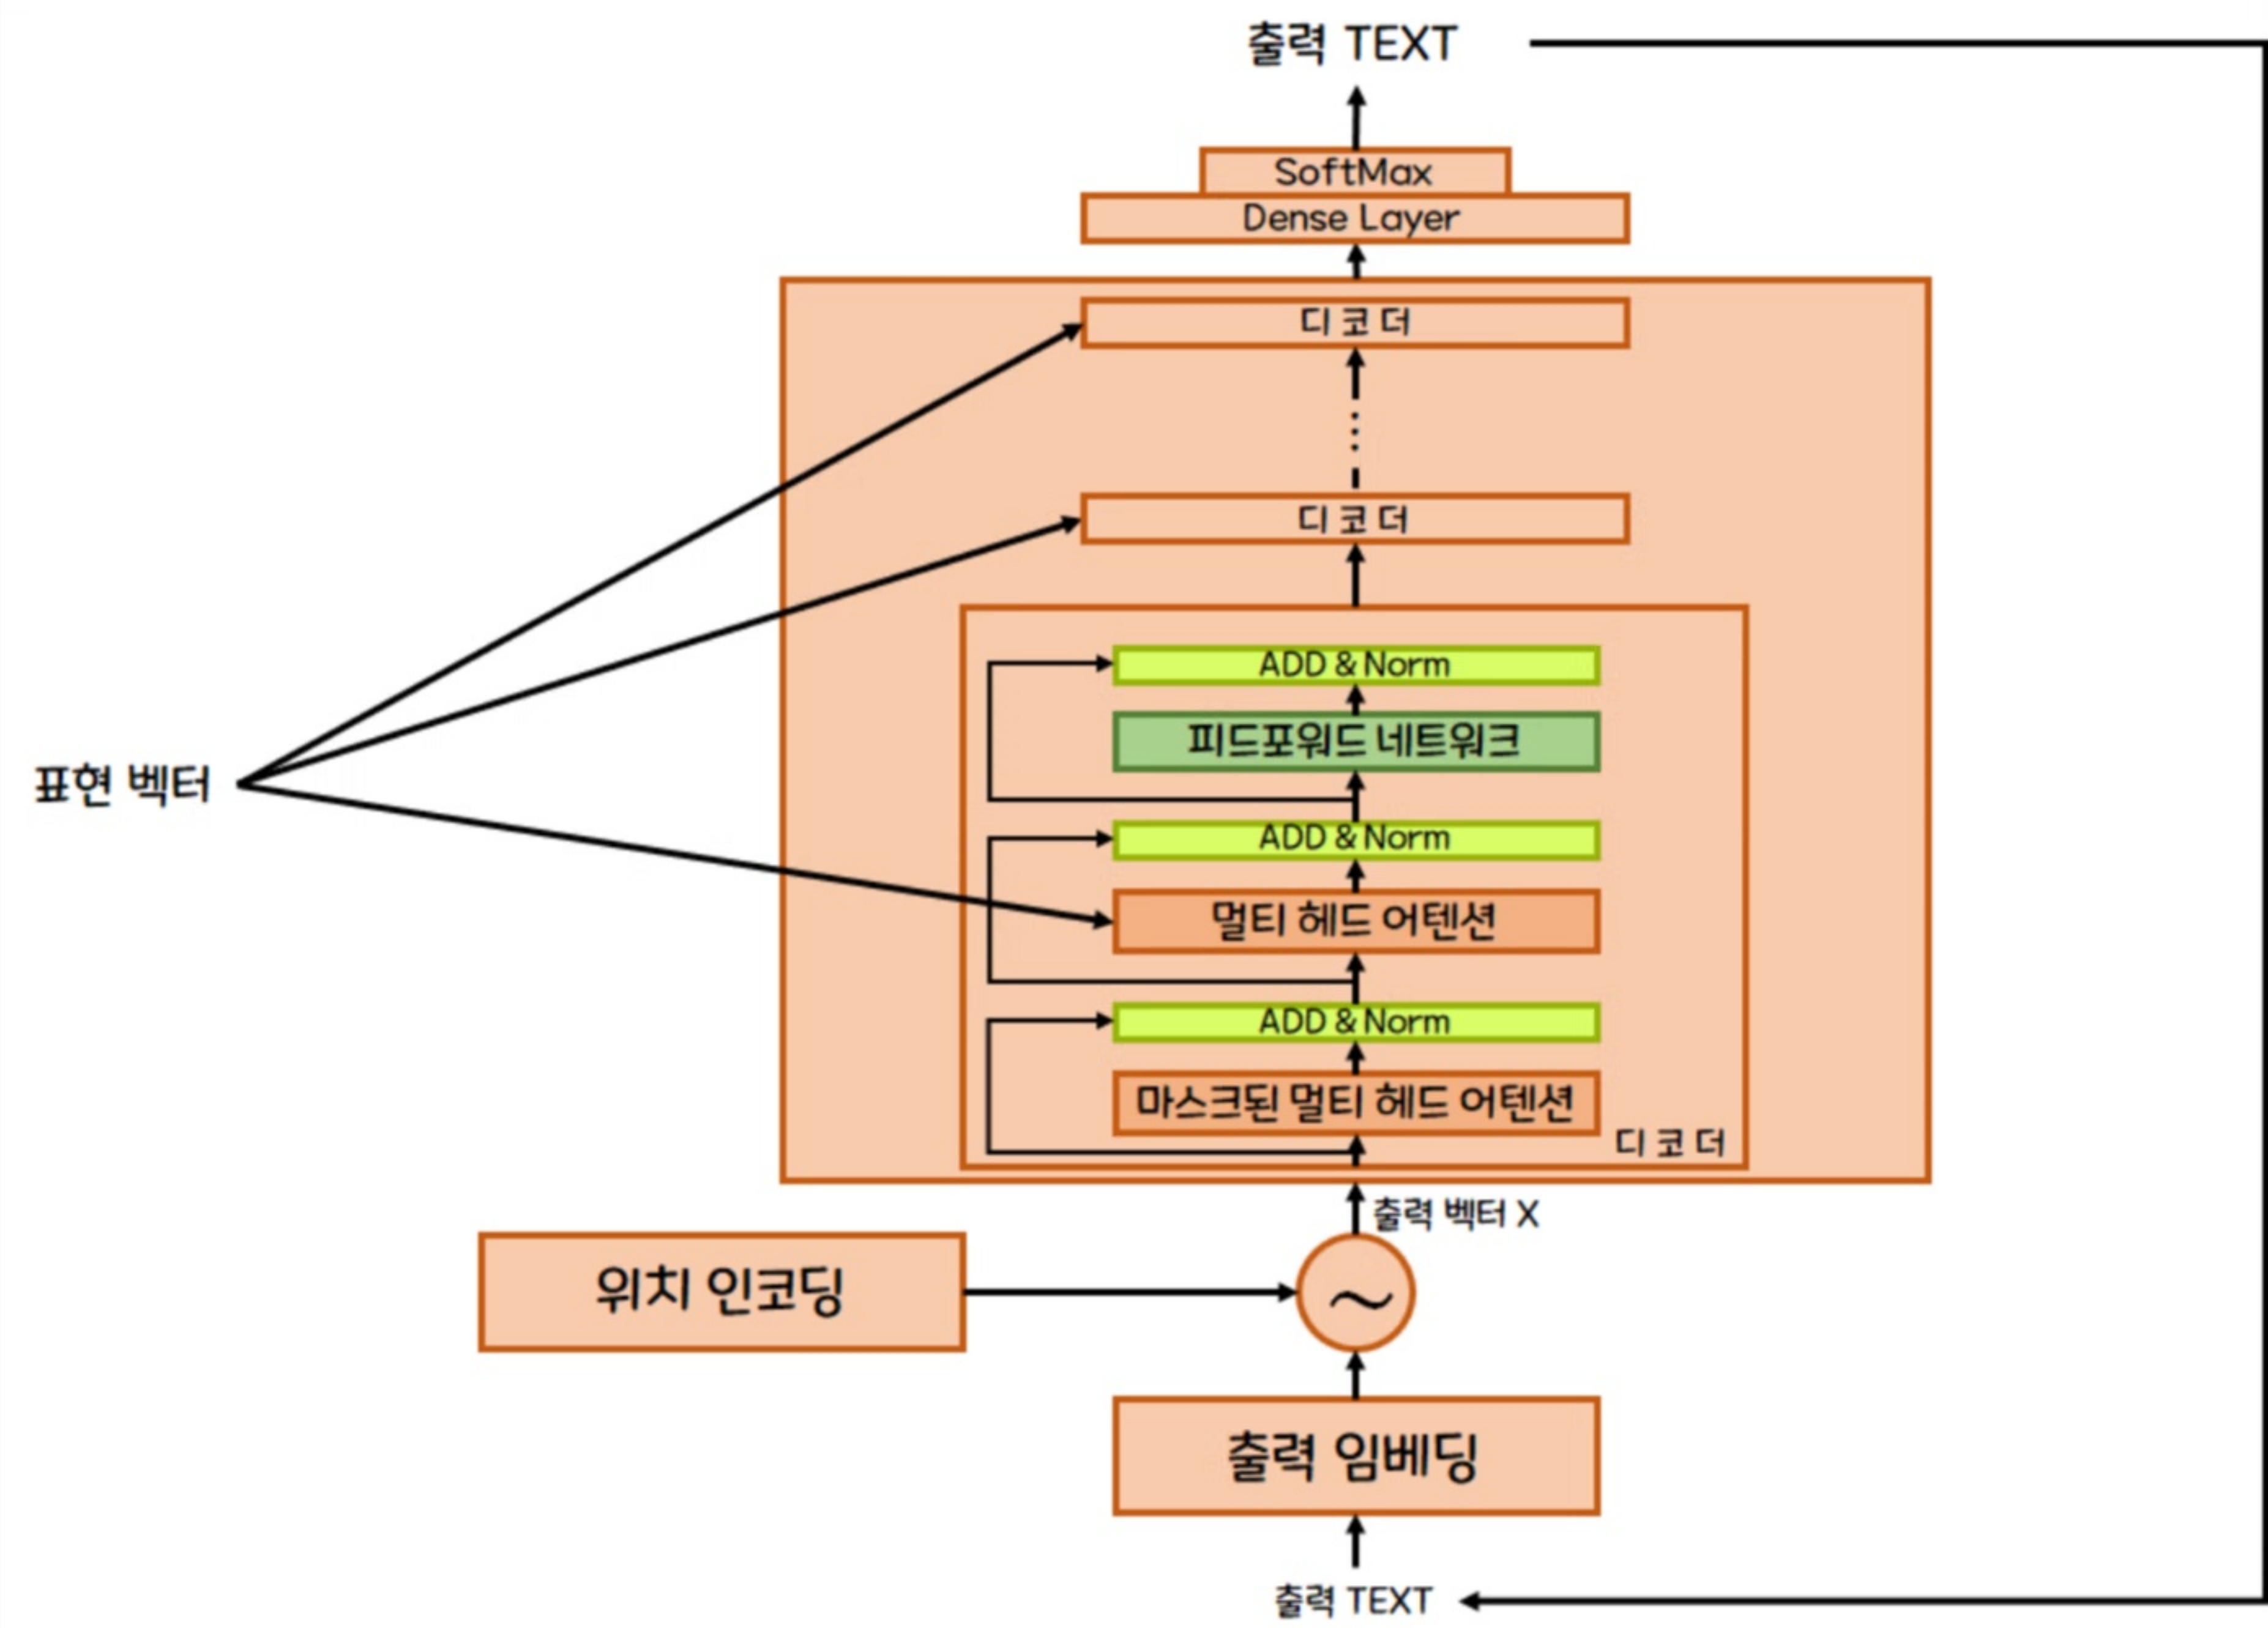 출력 TEXT
SoftMax
Dense Layer
디 코 더
디 코 더
ADD & Norm
피드포워드 네트워크
표현 벡터
ADD & Norm
멀티 헤드 어텐션
ADD & Norm
마스크된 멀티 헤드 어텐션
디 코 더
출력 벡터 X
위치 인코딩
~
출력 임베딩
출력 TEXT